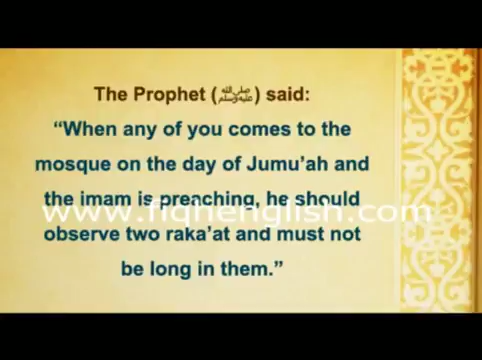 The Prophet (ﷺ) said:
“When any of you comes to the
mosque on the day of Jumu’ah and
the imam is preaching, he should
www.fiqhenglish.com
observe two raka’at and must not
be long in them.”